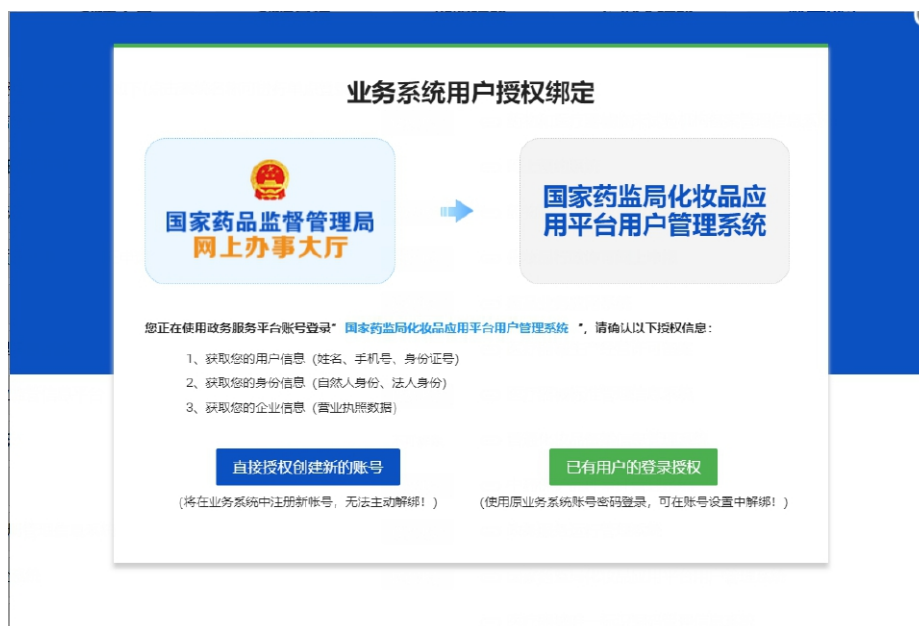 业务系统用户授权绑定
国家药品监督管理局
网上办事大厅
国家药监局化妆品应
用平台用户管理系统
您正在使用政务服务平台账号登录“ 国家药监局化妆品应用平台用户管理系统 ”，请确认以下授权信息：
1、获取您的用户信息（姓名、手机号、身份证号）
2、获取您的身份信息（自然人身份、法人身份）
3、获取您的企业信息（营业执照数据）
直接授权创建新的账号
已有用户的登录授权
（将在业务系统中注册新帐号，无法主动解绑！）
（使用原业务系统账号密码登录，可在账号设置中解绑！）